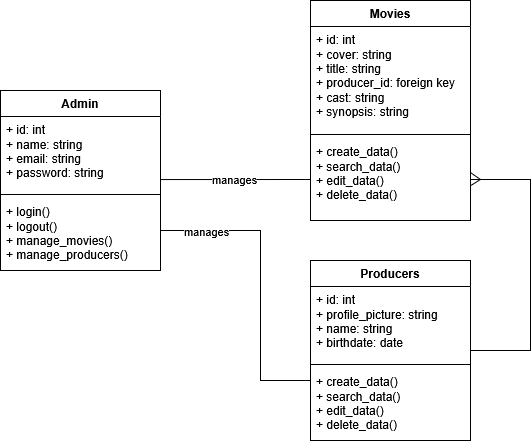 Movies
+ id: int
+ cover: string
+ title: string
+ producer_id: foreign key
+ cast: string
+ synopsis: string
+ create_data()
+ search_data()
+ edit_data()
+ delete_data()
Admin
+ id: int
+ name: string
+ email: string
+ password: string
+ login()
+ logout()
+ manage_movies()
+ manage_producers()
manages
manages
Producers
+ id: int
+ profile_picture: string
+ name: string
+ birthdate: date
+ create_data()
+ search_data()
+ edit_data()
+ delete_data()